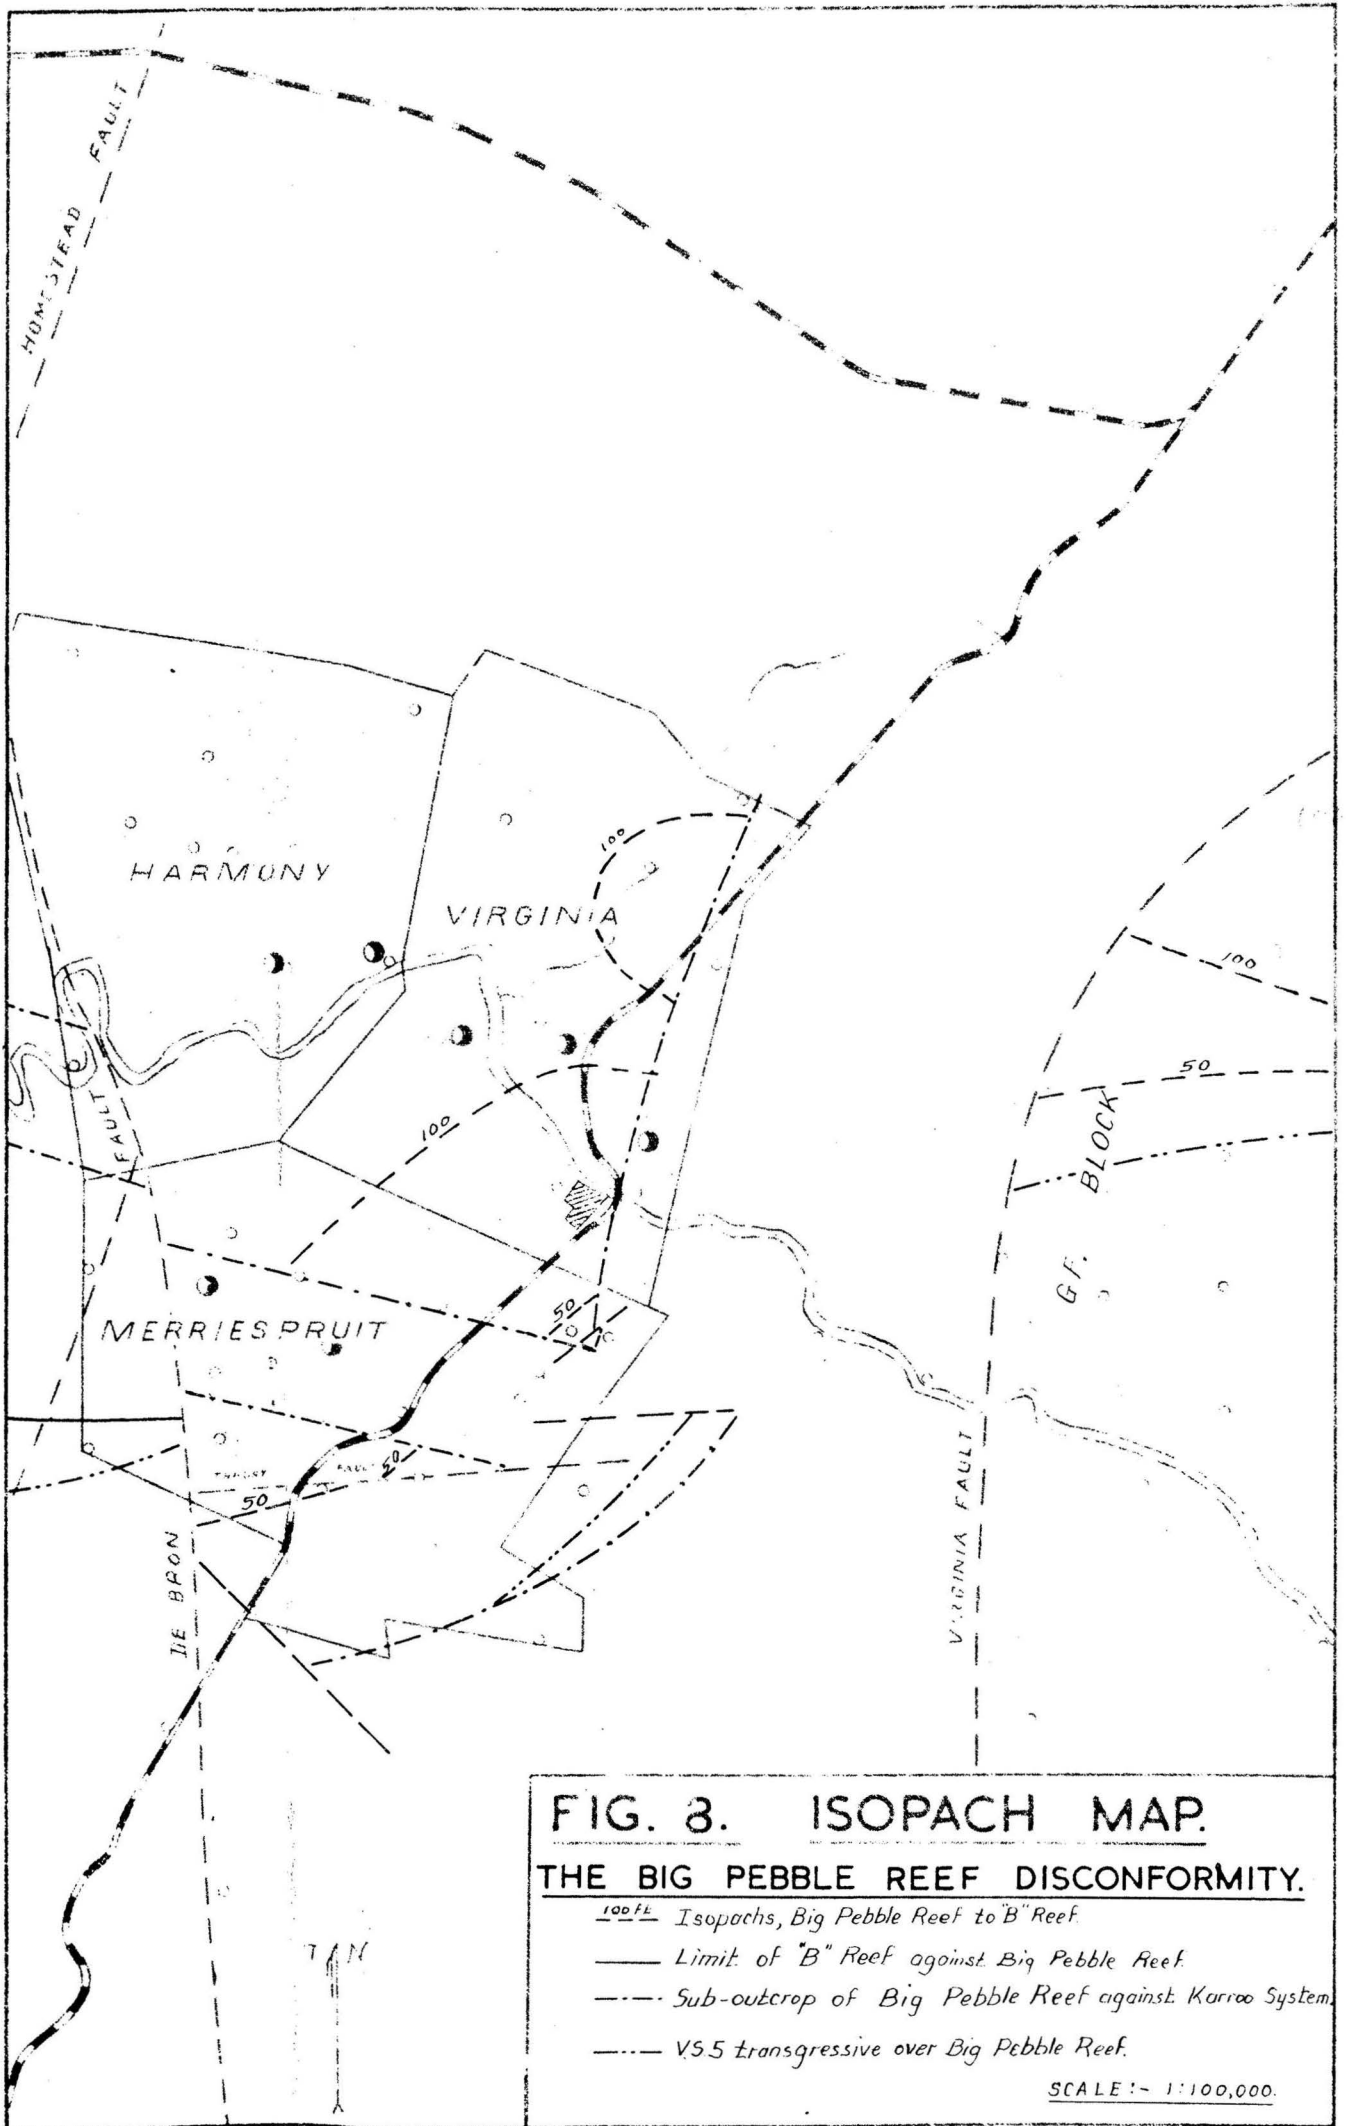 HOMESTEAD FAULT
HARMONY
VIRGINIA
100
100
50
100
FAULT
G.F. BLOCK
MERRIESPRUIT
50
FAULT
50
50
DE BRON
VIRGINIA FAULT
T N
FIG. 8. ISOPACH MAP.
THE BIG PEBBLE REEF DISCONFORMITY.
100 Ft Isopachs, Big Pebble Reef to "B" Reef.
Limit of "B" Reef against Big Pebble Reef.
Sub-outcrop of Big Pebble Reef against Karroo System.
V.S.5 transgressive over Big Pebble Reef.
SCALE:- 1:100,000.